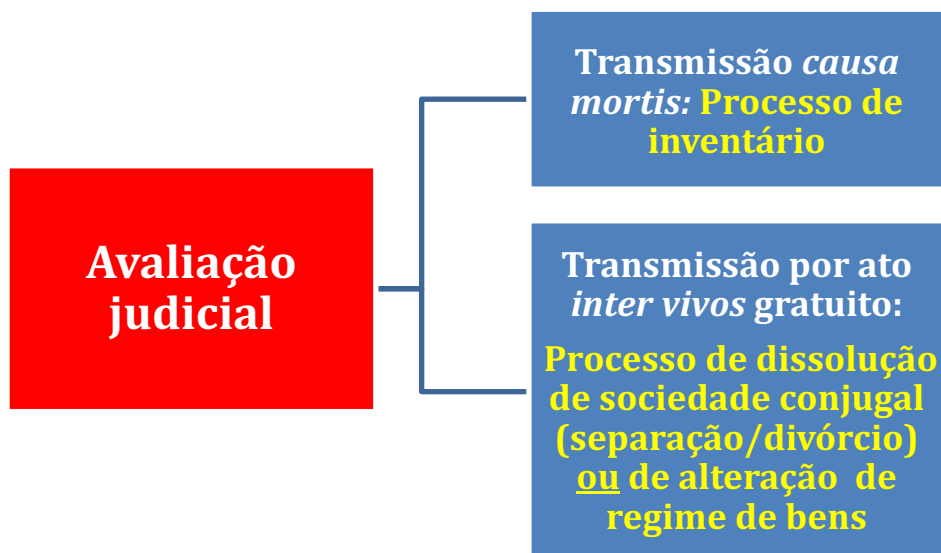 Avaliação
judicial
Transmissão causa
mortis: Processo de
inventário
Transmissão por ato
inter vivos gratuito:
Processo de dissolução
de sociedade conjugal
(separação/divórcio)
ou de alteração de
regime de bens